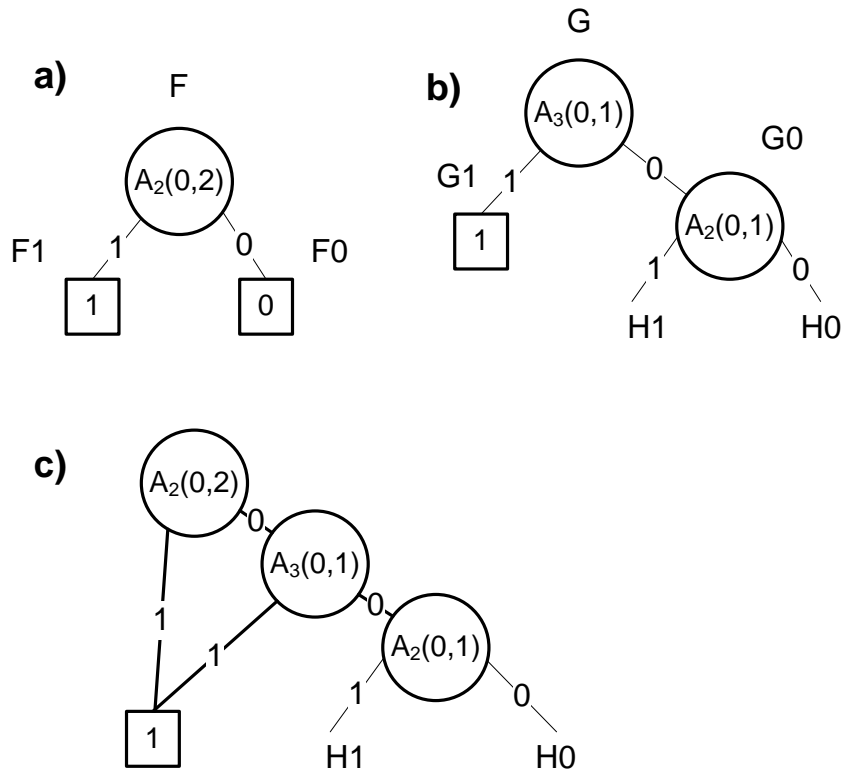 a)
F
A₂(0,2)
F1
1
0
F0
1
0
b)
G
A₃(0,1)
G1
1
0
G0
1
A₂(0,1)
1
0
H1
H0
c)
A₂(0,2)
0
A₃(0,1)
1
0
1
A₂(0,1)
1
1
0
H1
H0